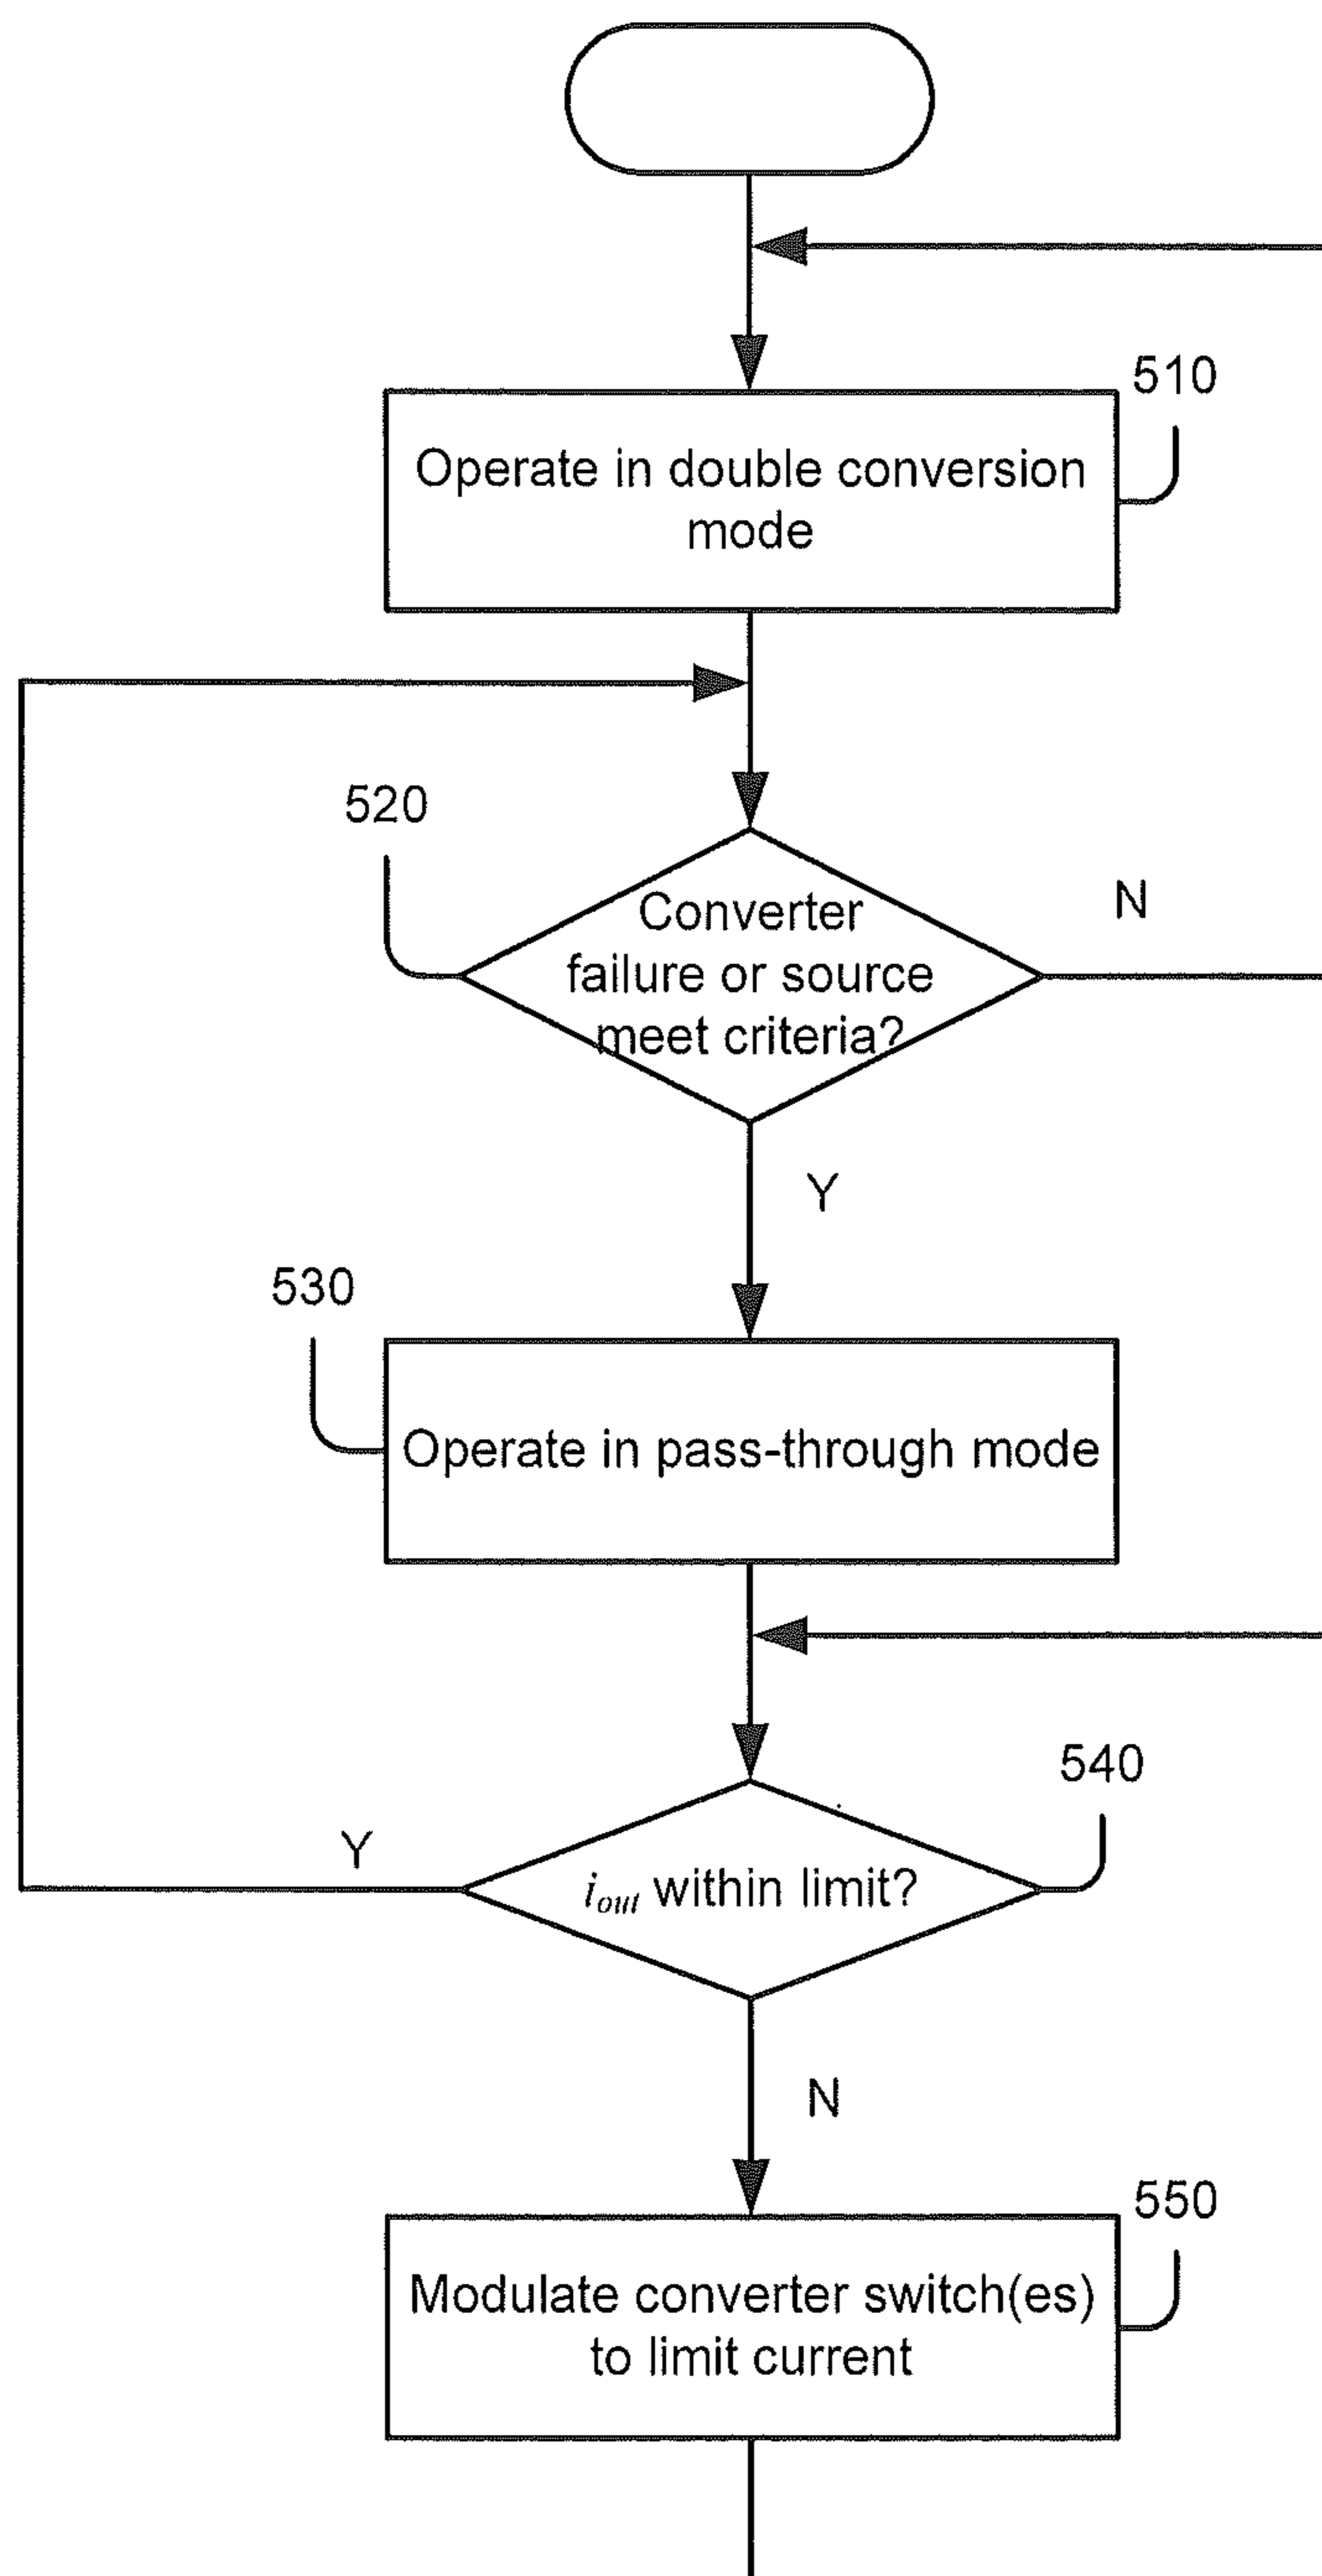 510
Operate in double conversion
mode
520
Converter
failure or source
meet criteria?
N
Y
530
Operate in pass-through mode
540
Y
i_out within limit?
N
550
Modulate converter switch(es)
to limit current